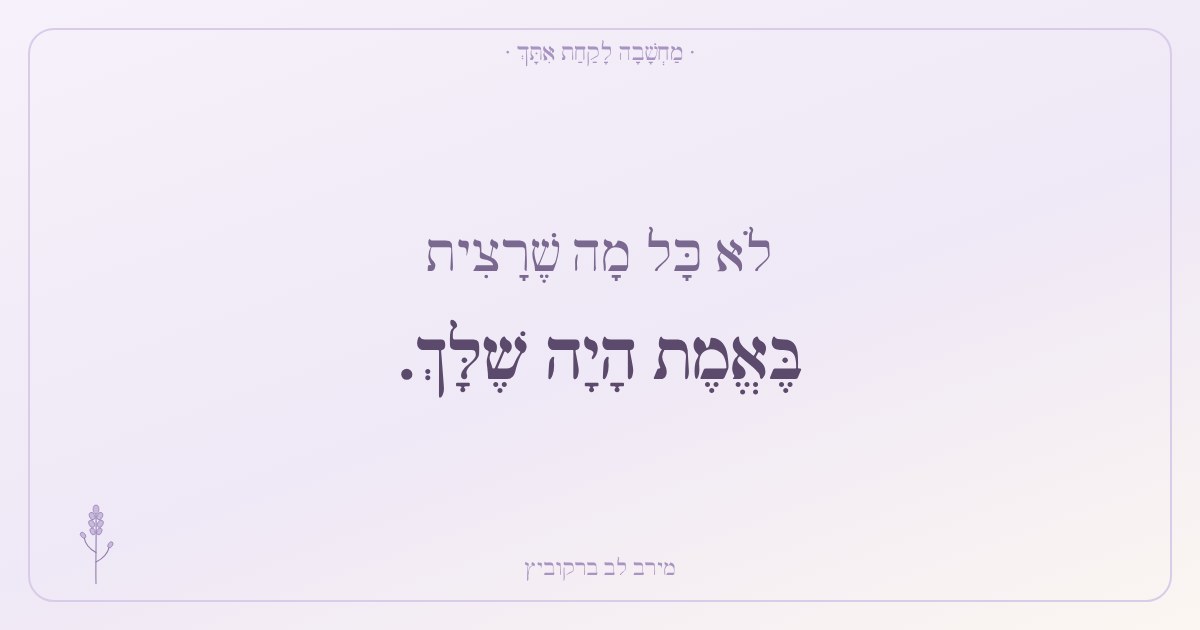 · מַחְשָׁבָה לָקַחַת אִתָּךְ ·
לֹא כָּל מָה שֶׁרָצִית
בֶּאֱמֶת הָיָה שֶׁלָּךְ.
מירב לב ברקוביץ